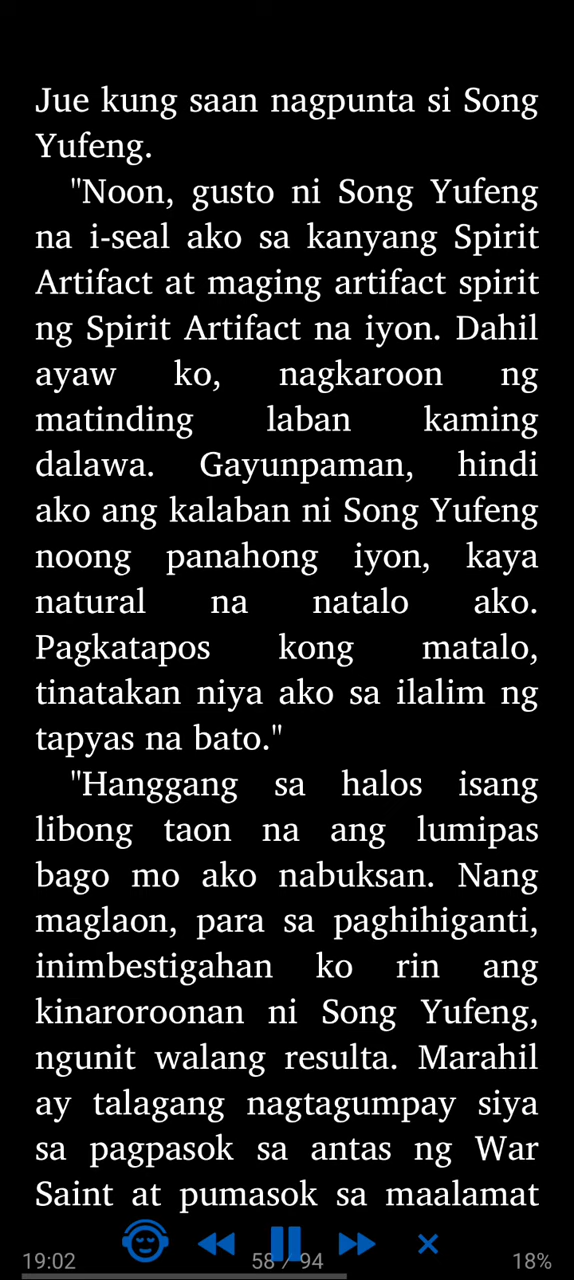 Jue kung saan nagpunta si Song
Yufeng.
"Noon, gusto ni Song Yufeng
na i-seal ako sa kanyang Spirit
Artifact at maging artifact spirit
ng Spirit Artifact na iyon. Dahil
ayaw ko, nagkaroon ng
matinding laban kaming
dalawa. Gayunpaman, hindi
ako ang kalaban ni Song Yufeng
noong panahong iyon, kaya
natural na natalo ako.
Pagkatapos kong matalo,
tinatakan niya ako sa ilalim ng
tapyas na bato."
"Hanggang sa halos isang
libong taon na ang lumipas
bago mo ako nabuksan. Nang
maglaon, para sa paghihiganti,
inimbestigahan ko rin ang
kinaroroonan ni Song Yufeng,
ngunit walang resulta. Marahil
ay talagang nagtagumpay siya
sa pagpasok sa antas ng War
Saint at pumasok sa maalamat
19:02 58 / 94 18%